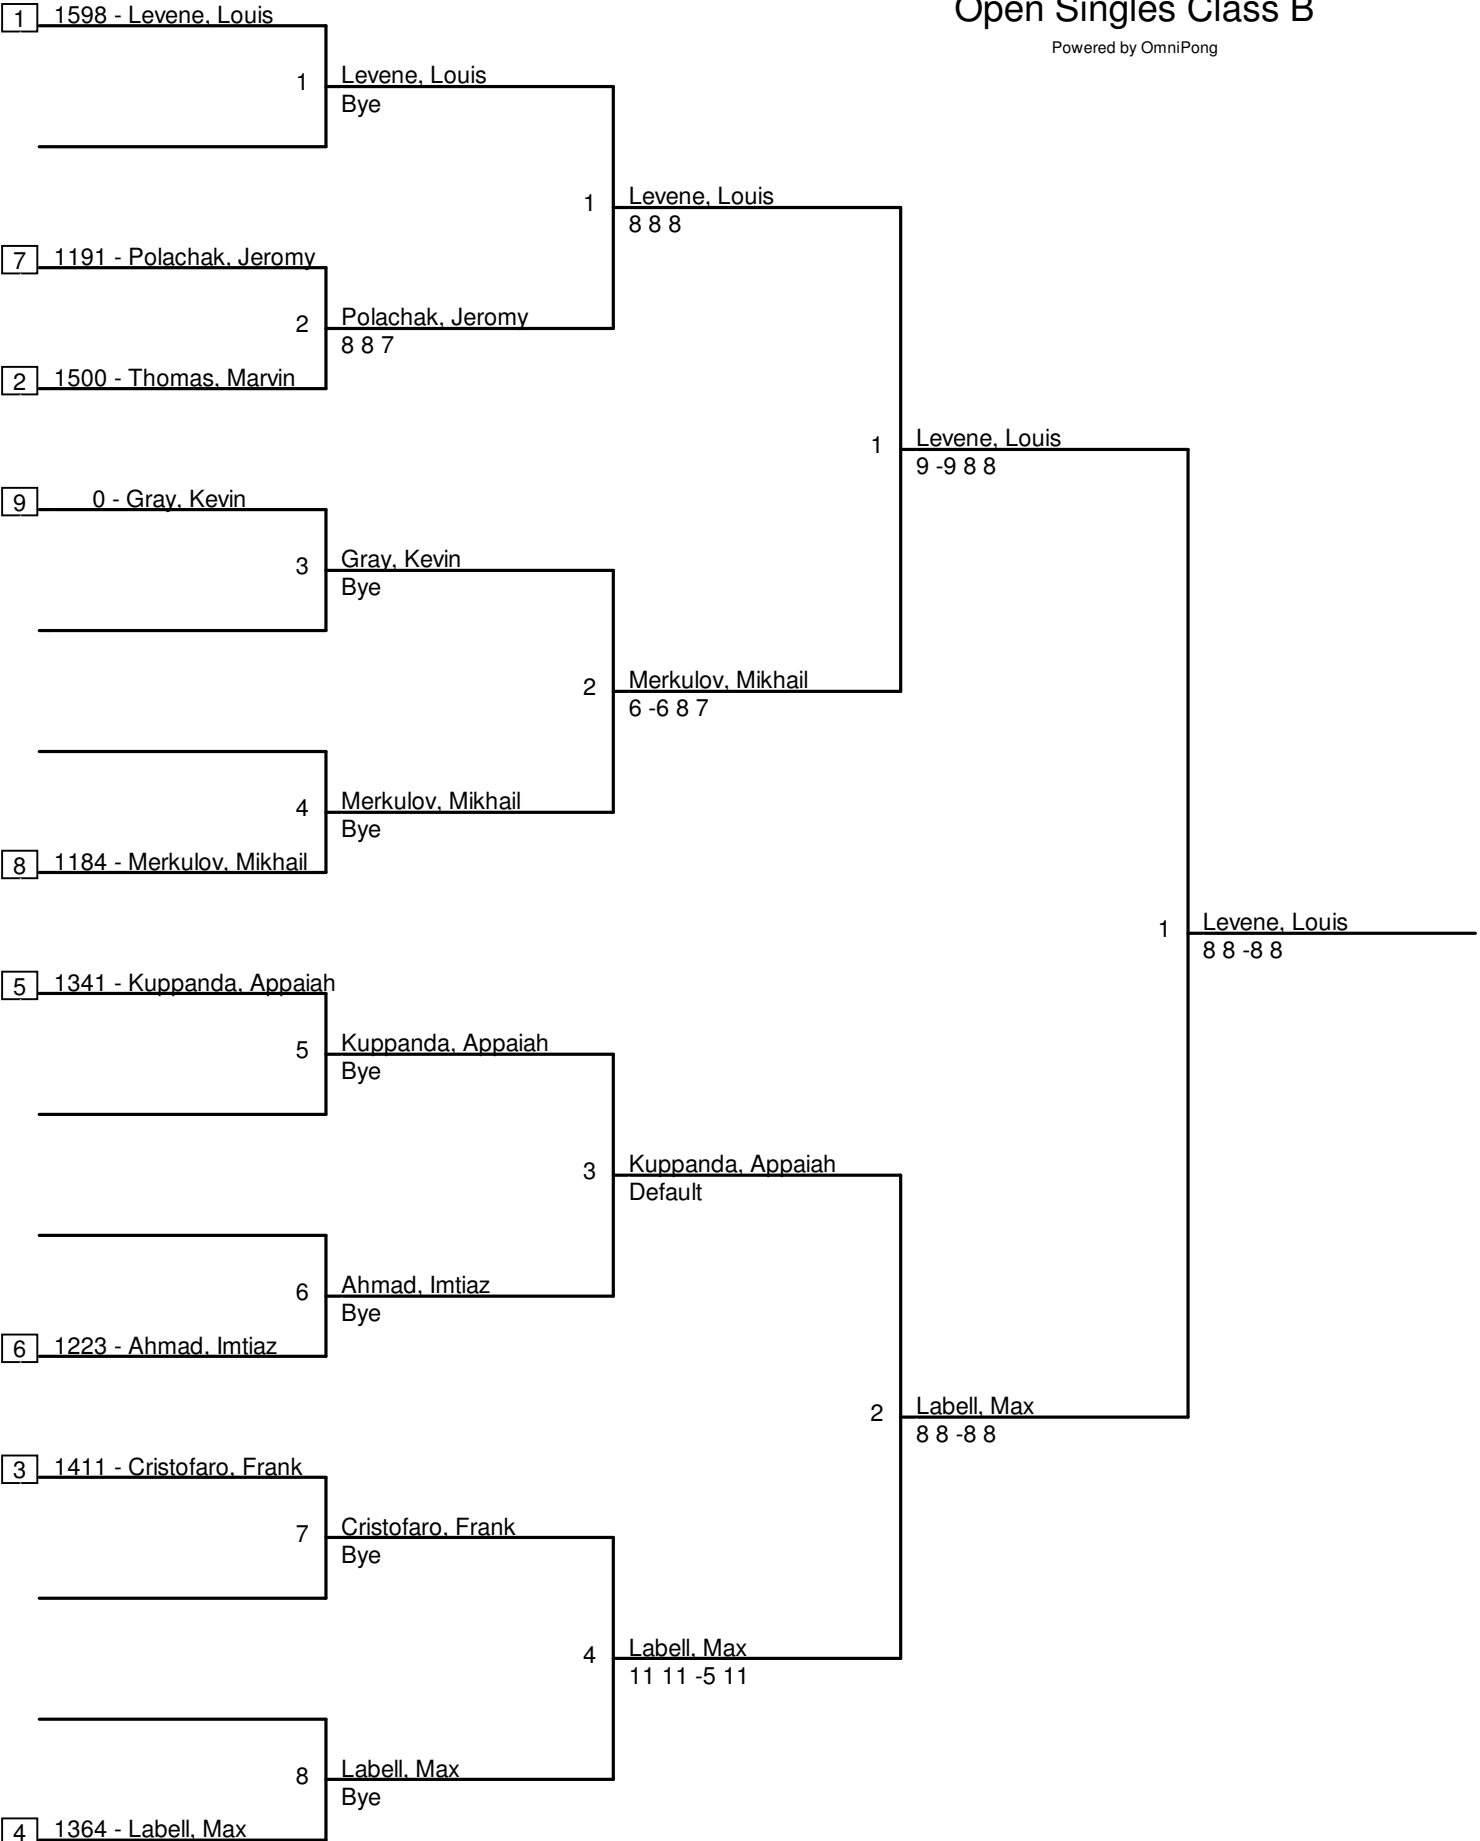 Open Singles Class B
Powered by OmniPong
1 1598 - Levene, Louis
1 Levene, Louis
Bye
1 Levene, Louis
8 8 8
7 1191 - Polachak, Jeromy
2 Polachak, Jeromy
8 8 7
2 1500 - Thomas, Marvin
1 Levene, Louis
9 -9 8 8
9 0 - Gray, Kevin
3 Gray, Kevin
Bye
2 Merkulov, Mikhail
6 -6 8 7
4 Merkulov, Mikhail
Bye
8 1184 - Merkulov, Mikhail
1 Levene, Louis
8 8 -8 8
5 1341 - Kuppanda, Appaiah
5 Kuppanda, Appaiah
Bye
3 Kuppanda, Appaiah
Default
6 Ahmad, Imtiaz
Bye
6 1223 - Ahmad, Imtiaz
2 Labell, Max
8 8 -8 8
3 1411 - Cristofaro, Frank
7 Cristofaro, Frank
Bye
4 Labell, Max
11 11 -5 11
8 Labell, Max
Bye
4 1364 - Labell, Max